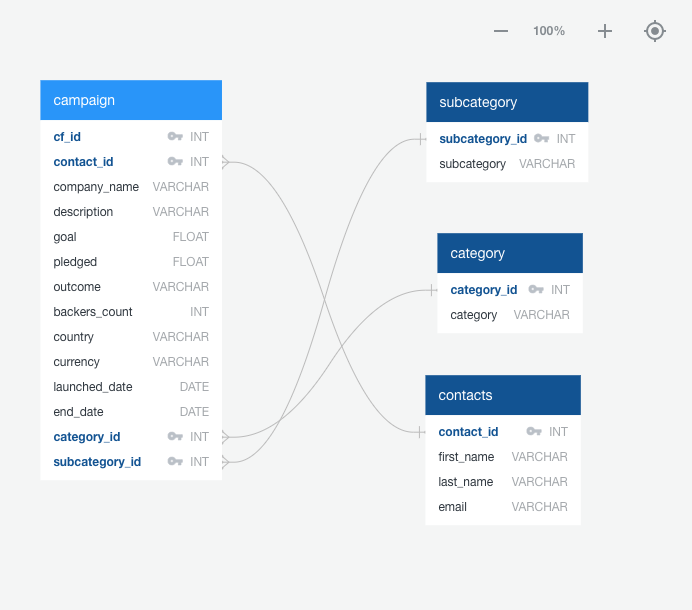 100%
campaign
cf_id INT
contact_id INT
company_name VARCHAR
description VARCHAR
goal FLOAT
pledged FLOAT
outcome VARCHAR
backers_count INT
country VARCHAR
currency VARCHAR
launched_date DATE
end_date DATE
category_id INT
subcategory_id INT
subcategory
subcategory_id INT
subcategory VARCHAR
category
category_id INT
category VARCHAR
contacts
contact_id INT
first_name VARCHAR
last_name VARCHAR
email VARCHAR